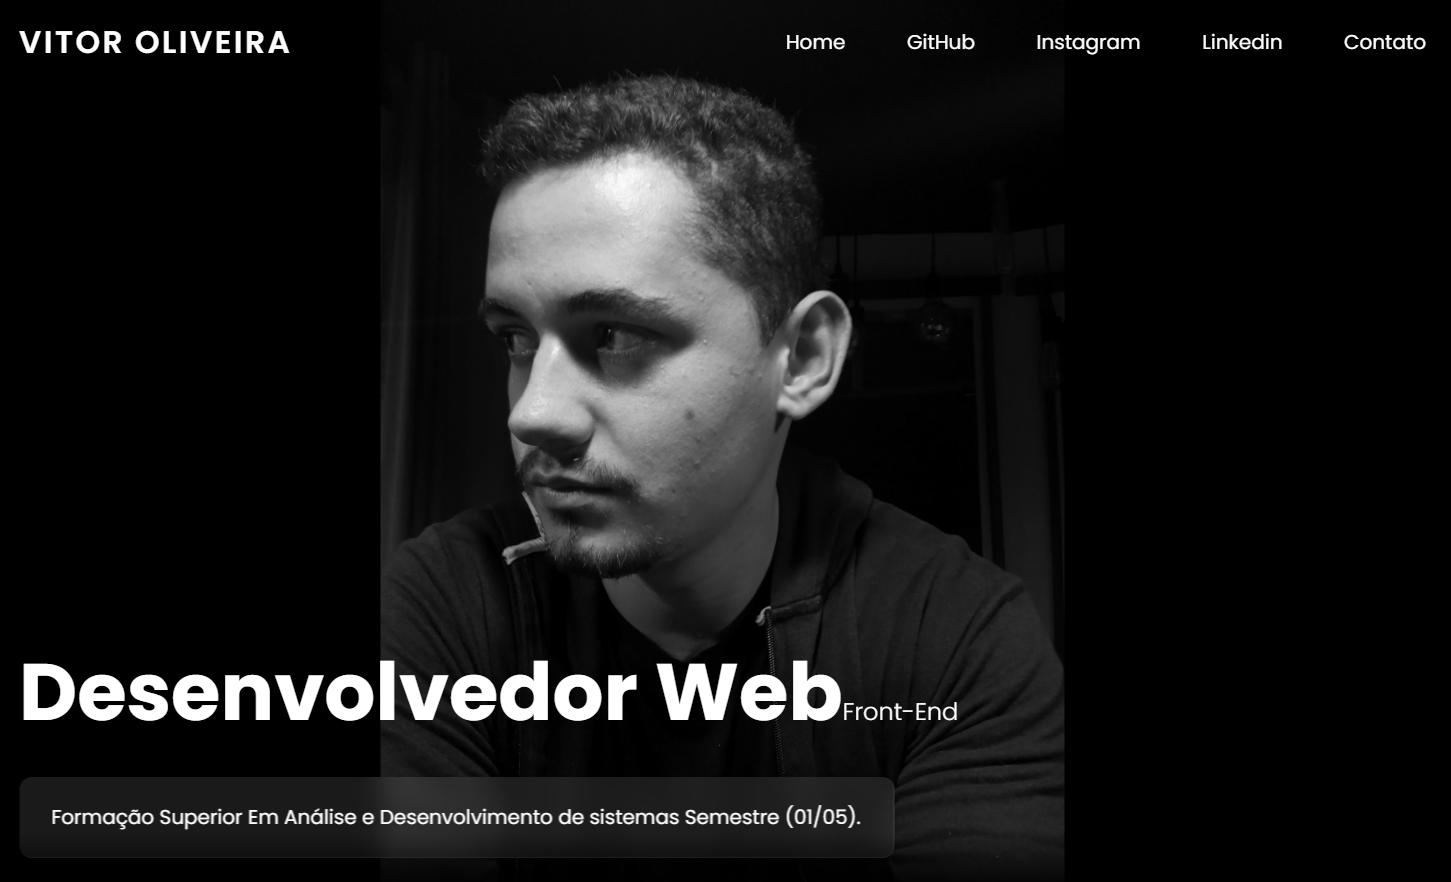 VITOR OLIVEIRA
Home GitHub Instagram Linkedin Contato
Desenvolvedor Web Front-End
Formação Superior Em Análise e Desenvolvimento de sistemas Semestre (01/05).